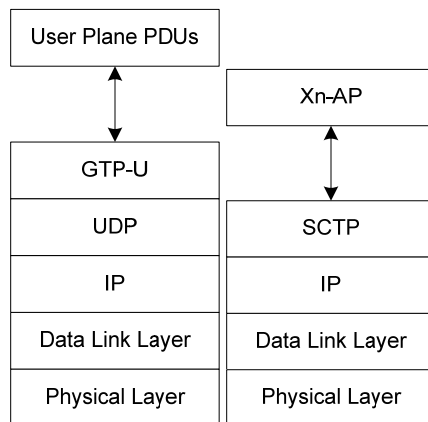 User Plane PDUs
GTP-U
UDP
IP
Data Link Layer
Physical Layer
Xn-AP
SCTP
IP
Data Link Layer
Physical Layer